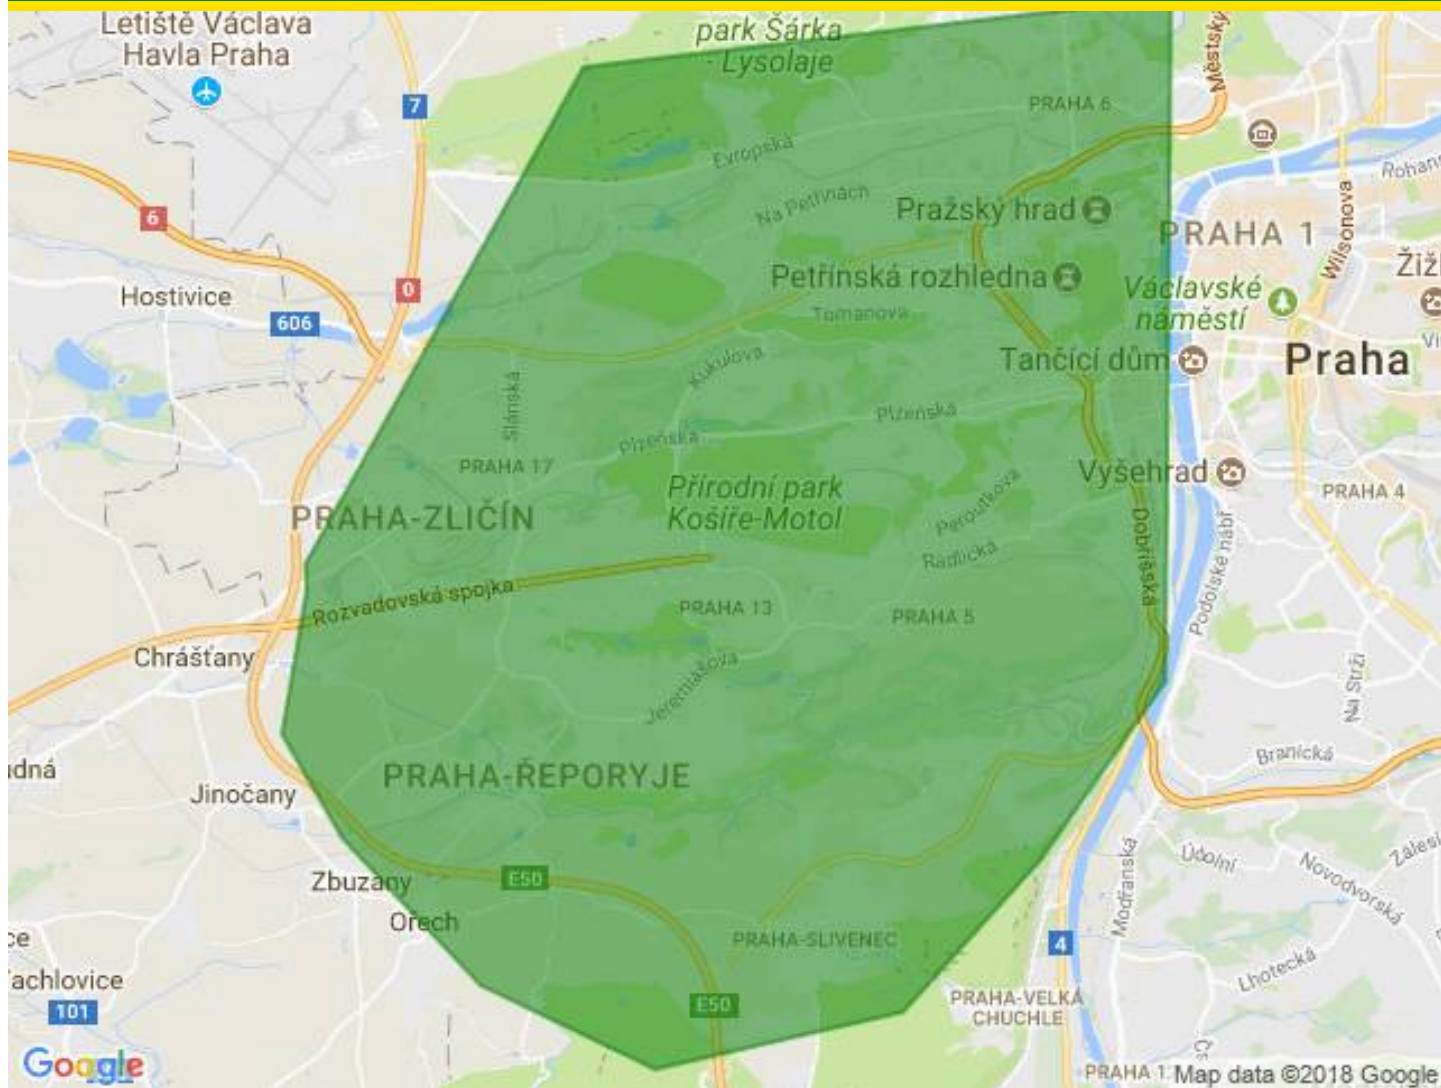 Letiště Václava
Havla Praha
park Šárka
- Lysolaje
Městský
7
PRAHA 6
Evropská
Rohan
6
Na Petřinách
Pražský hrad
PRAHA 1
Wilsonova
Hostivice
0
Petřínská rozhledna
Václavské
náměstí
Žiž
606
Tomanova
Tančící dům
Praha
Kukulova
Slánská
Plzeňská
Plzeňská
PRAHA 17
Vyšehrad
PRAHA 4
Přírodní park
Košíře-Motol
Peroutkova
PRAHA-ZLIČÍN
Dobříšská
Podolské nábř
Radlická
Rozvadovská spojka
PRAHA 13
PRAHA 5
Chrášťany
Jeremiášova
Na Strži
Branická
adná
PRAHA-ŘEPORYJE
Jinočany
Údolní
Novodvorská
Zálesí
Modřanská
Zbuzany
E50
Ořech
PRAHA-SLIVENEC
4
ce
Lhotecká
achlovice
101
E50
PRAHA-VELKÁ
CHUCHLE
Google
PRAHA 1
Map data ©2018 Google